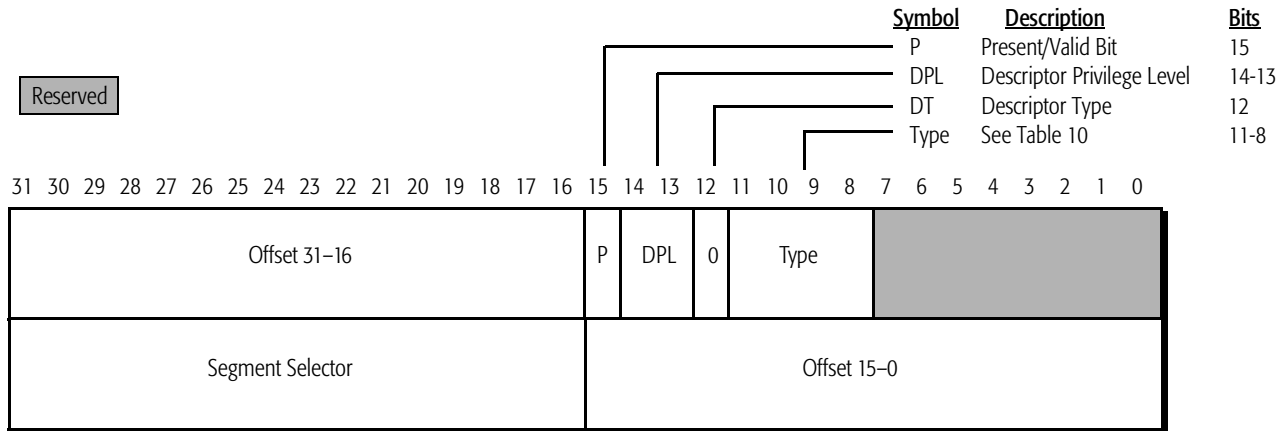 Symbol Description Bits
P Present/Valid Bit 15
DPL Descriptor Privilege Level 14-13
DT Descriptor Type 12
Type See Table 10 11-8
Reserved
31 30 29 28 27 26 25 24 23 22 21 20 19 18 17 16 15 14 13 12 11 10 9 8 7 6 5 4 3 2 1 0
Offset 31–16 P DPL 0 Type
Segment Selector Offset 15–0